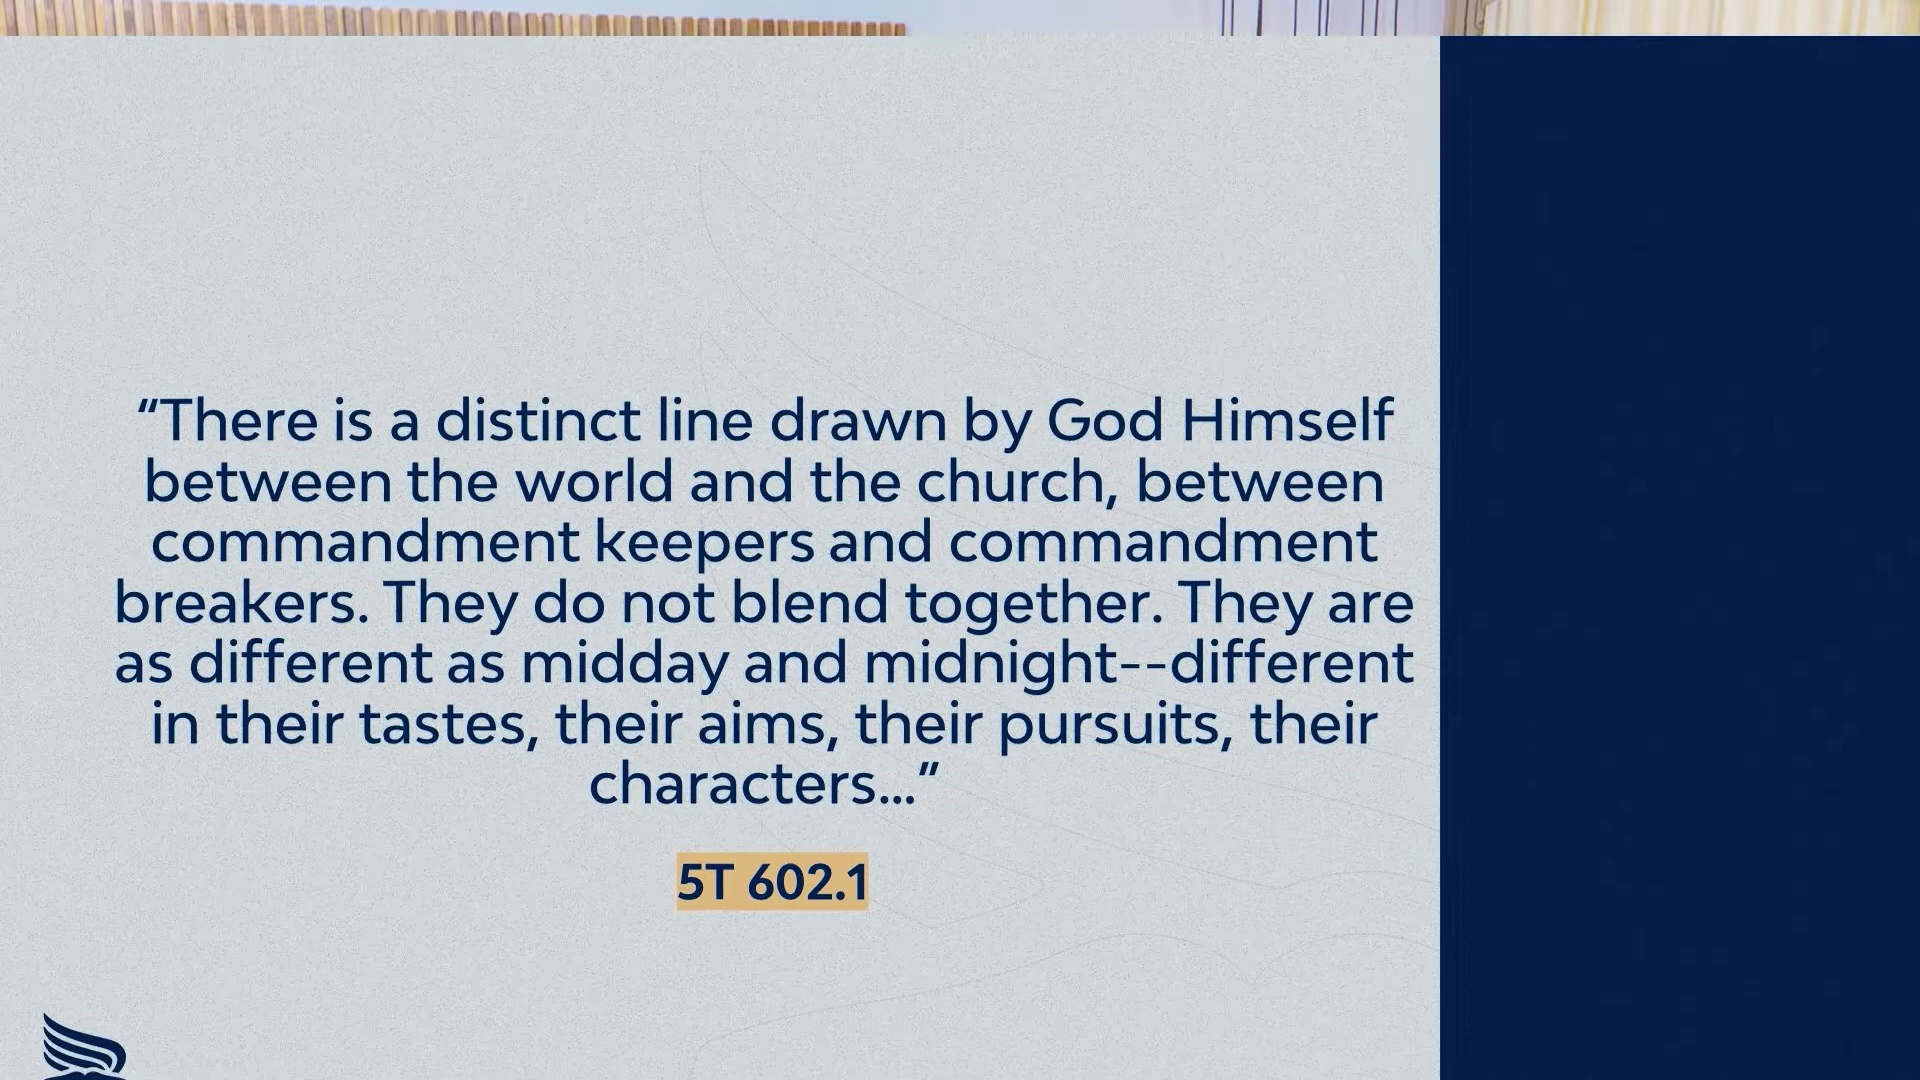 “There is a distinct line drawn by God Himself
between the world and the church, between
commandment keepers and commandment
breakers. They do not blend together. They are
as different as midday and midnight--different
in their tastes, their aims, their pursuits, their
characters...”
5T 602.1